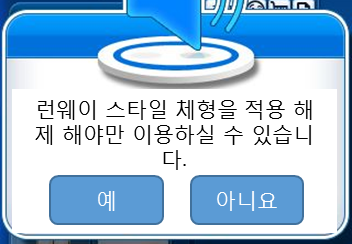 런웨이 스타일 체형을 적용 해
제 해야만 이용하실 수 있습니
다.
예
아니요